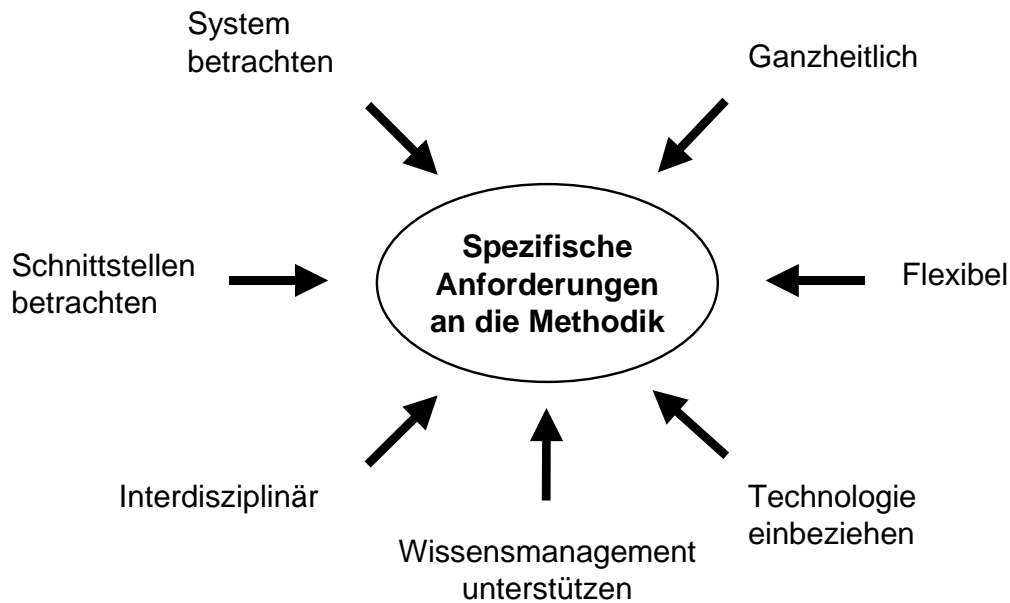 System
betrachten
Ganzheitlich
Schnittstellen
betrachten
Spezifische
Anforderungen
an die Methodik
Flexibel
Interdisziplinär
Wissensmanagement
unterstützen
Technologie
einbeziehen